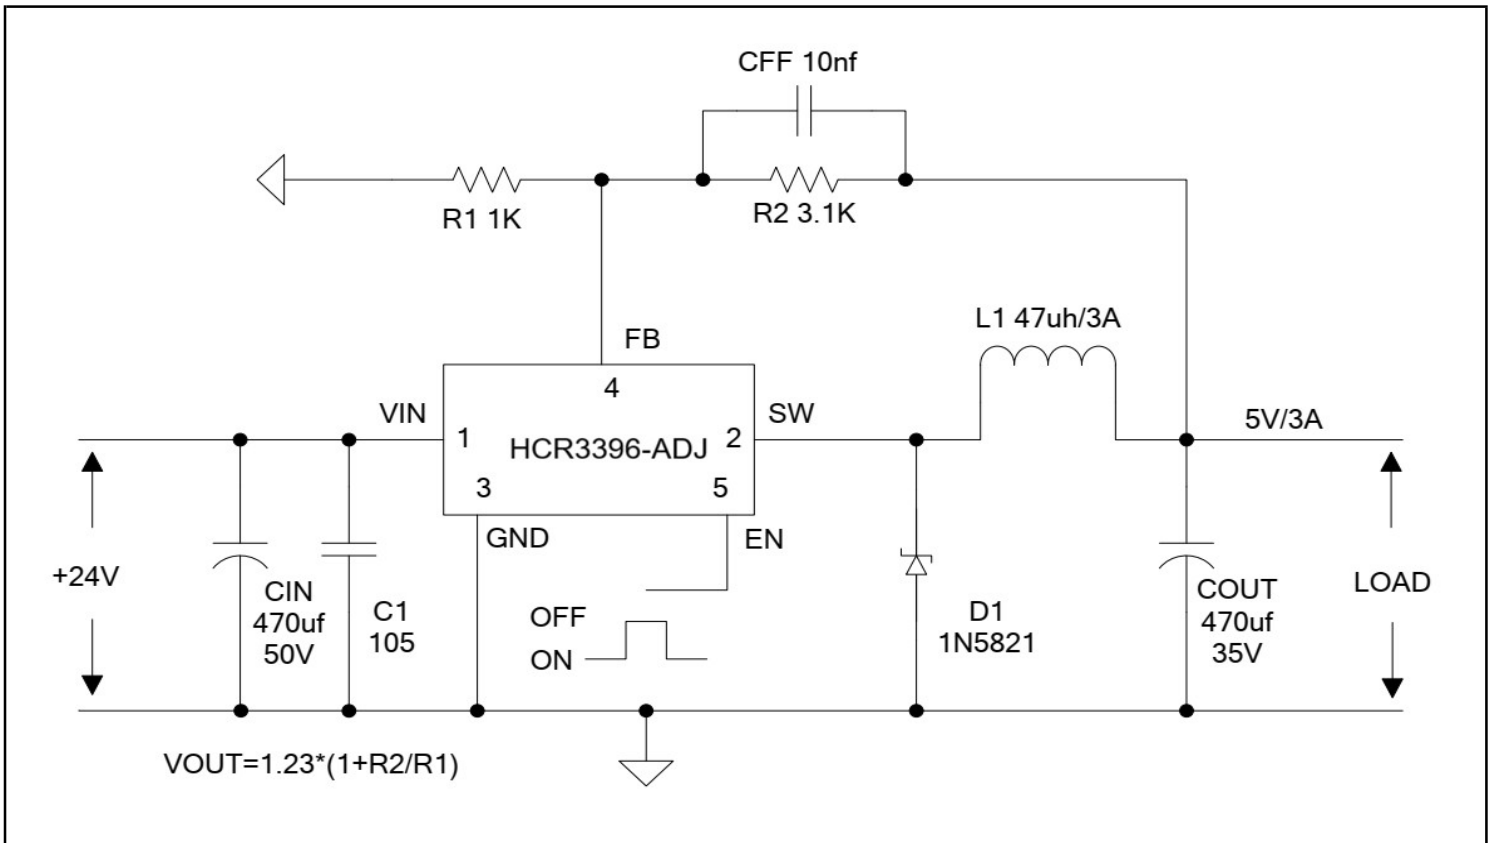 CFF 10nf
R1 1K
R2 3.1K
L1 47uh/3A
FB
4
VIN
SW
5V/3A
1
HCR3396-ADJ
2
3
5
GND
EN
+24V
CIN
470uf
50V
C1
105
OFF
ON
D1
1N5821
COUT
470uf
35V
LOAD
VOUT=1.23*(1+R2/R1)